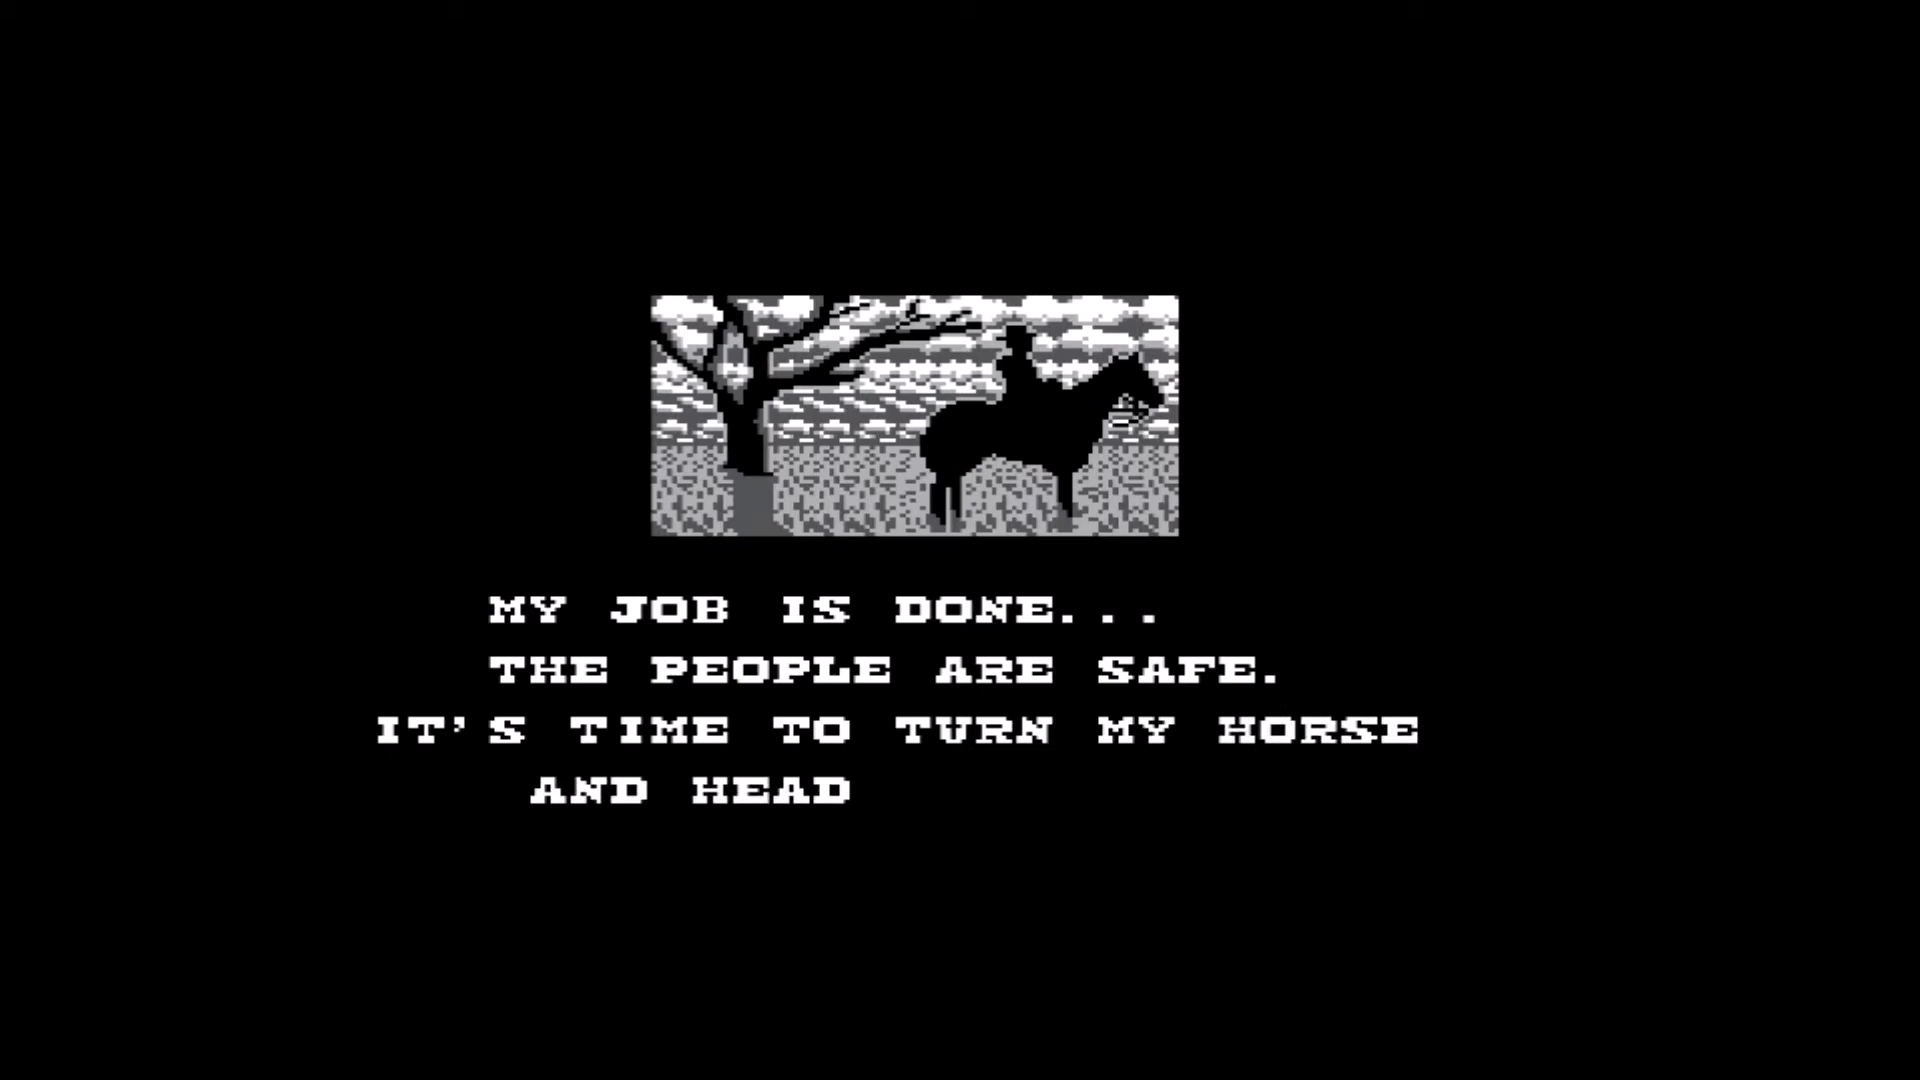 MY JOB IS DONE...
THE PEOPLE ARE SAFE.
IT'S TIME TO TURN MY HORSE
AND HEAD